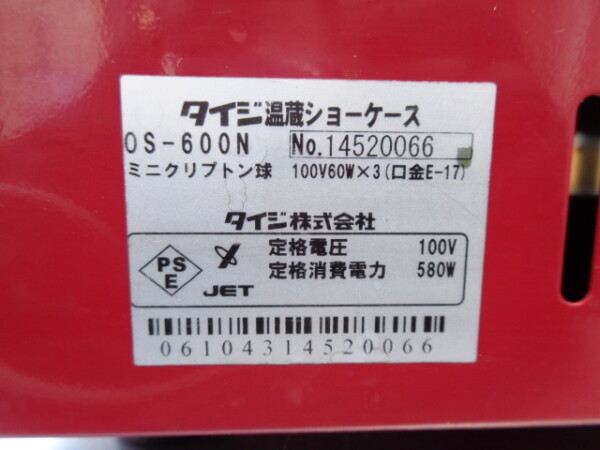 タイジ温蔵ショーケース
OS-600N No.14520066
ミニクリプトン球 100V60W×3(口金E-17)
タイジ株式会社
PS
E
JET
定格電圧 100V
定格消費電力 580W
06104314520066